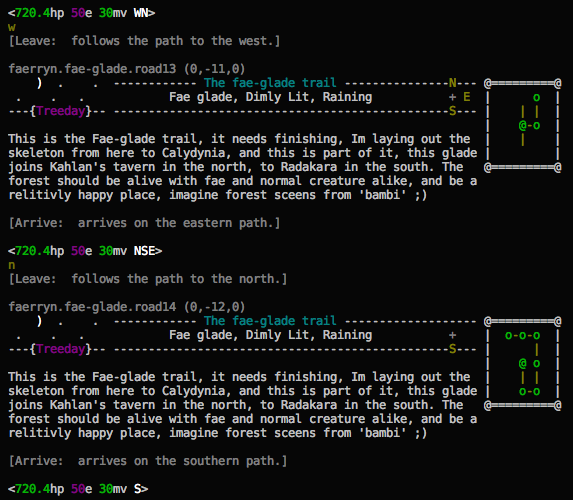 <720.4hp 50e 30mv WN>
w
[Leave:  follows the path to the west.]
faerryn.fae-glade.road13 (0,-11,0)
    )  .    .  ----------- The fae-glade trail ---------------N--- @=========@
 .    .   .           Fae glade, Dimly Lit, Raining          + E  |      o  |
---{Treeday}-- ----------------------------------------------S--- |    | |  |
|    @-o  |
This is the Fae-glade trail, it needs finishing, Im laying out the |    |    |
skeleton from here to Calydynia, and this is part of it, this glade |         |
joins Kahlan's tavern in the north, to Radakara in the south. The @=========@
forest should be alive with fae and normal creature alike, and be a
relitivly happy place, imagine forest sceens from 'bambi' ;)
[Arrive:  arrives on the eastern path.]
<720.4hp 50e 30mv NSE>
n
[Leave:  follows the path to the north.]
faerryn.fae-glade.road14 (0,-12,0)
    )  .    .  ----------- The fae-glade trail ------------------- @=========@
 .    .   .           Fae glade, Dimly Lit, Raining          +    |  o-o-o  |
---{Treeday}-- ----------------------------------------------S--- |      |  |
|    @ o  |
This is the Fae-glade trail, it needs finishing, Im laying out the |    | |  |
skeleton from here to Calydynia, and this is part of it, this glade |    o-o  |
joins Kahlan's tavern in the north, to Radakara in the south. The @=========@
forest should be alive with fae and normal creature alike, and be a
relitivly happy place, imagine forest sceens from 'bambi' ;)
[Arrive:  arrives on the southern path.]
<720.4hp 50e 30mv S>